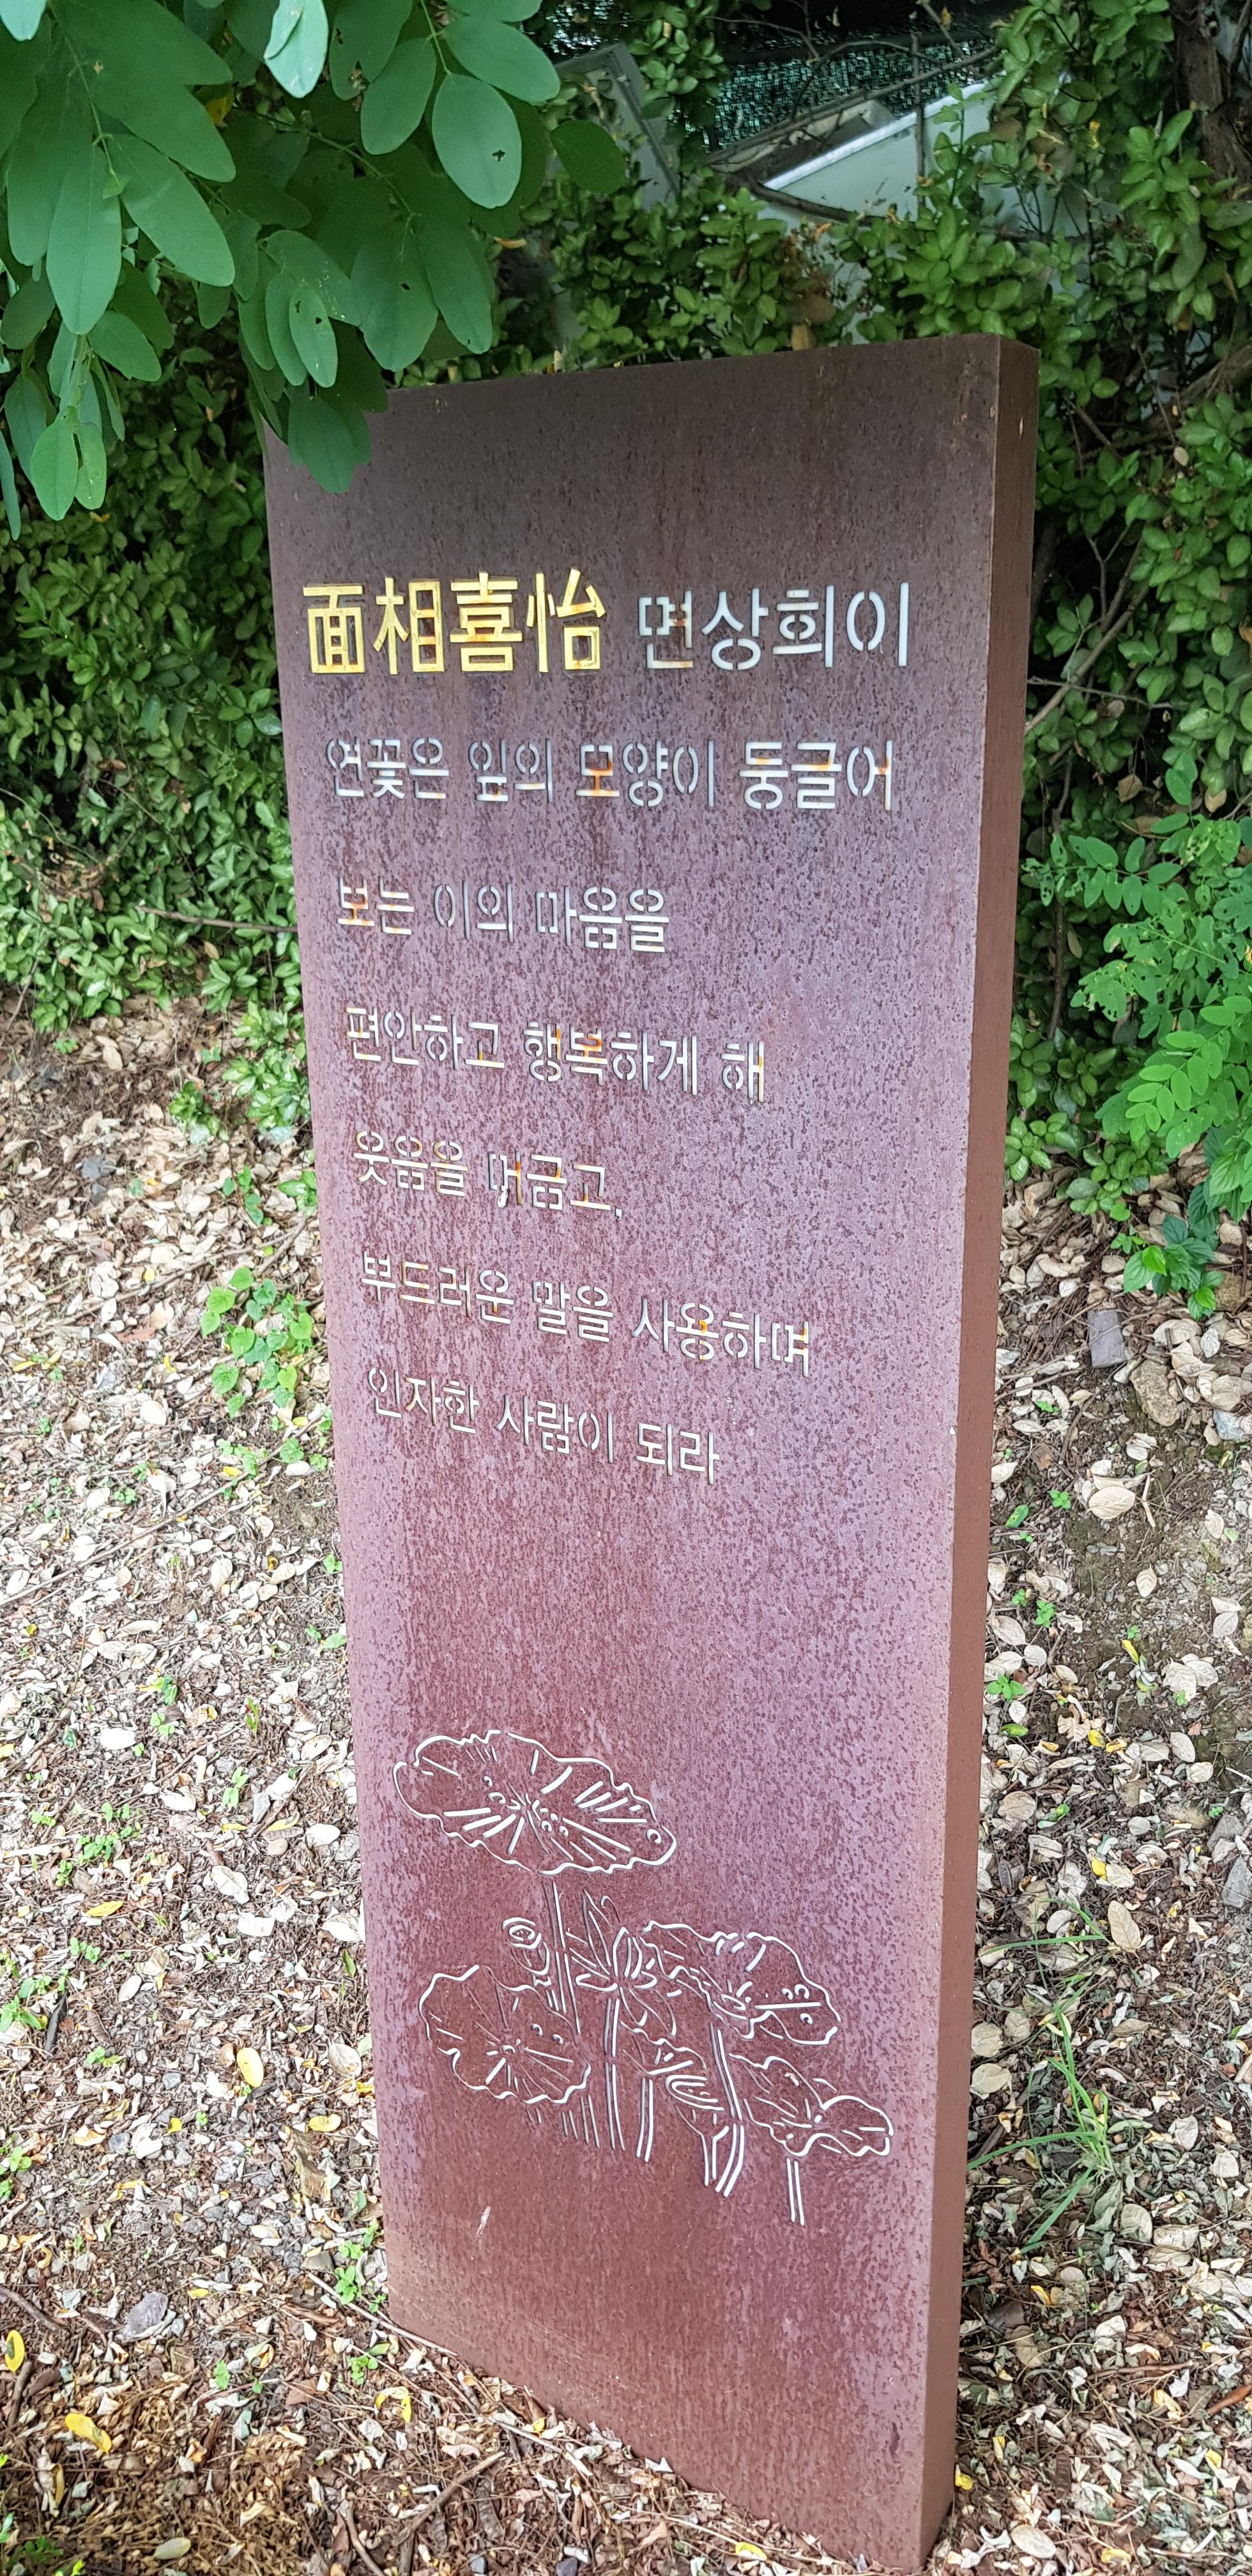 面相喜怡 면상희이
연꽃은 잎의 모양이 둥글어
보는 이의 마음을
편안하고 행복하게 해
웃음을 머금고,
부드러운 말을 사용하며
인자한 사람이 되라